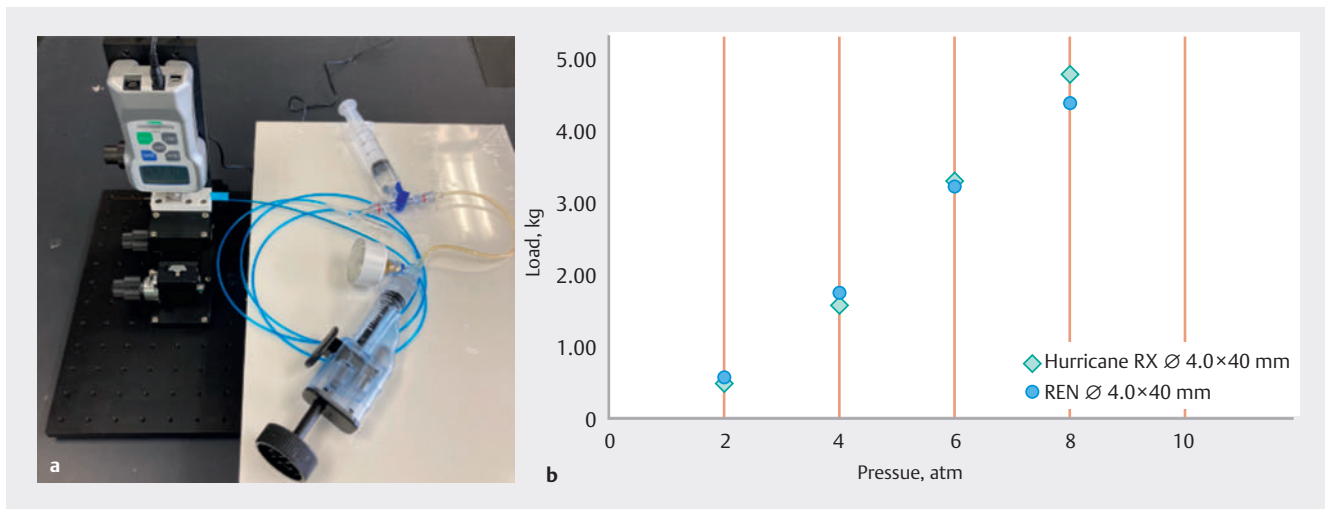 a
5.00
4.00
3.00
2.00
1.00
0
Load, kg
0 2 4 6 8 10
Pressue, atm
Hurricane RX ∅ 4.0×40 mm
REN ∅ 4.0×40 mm
b